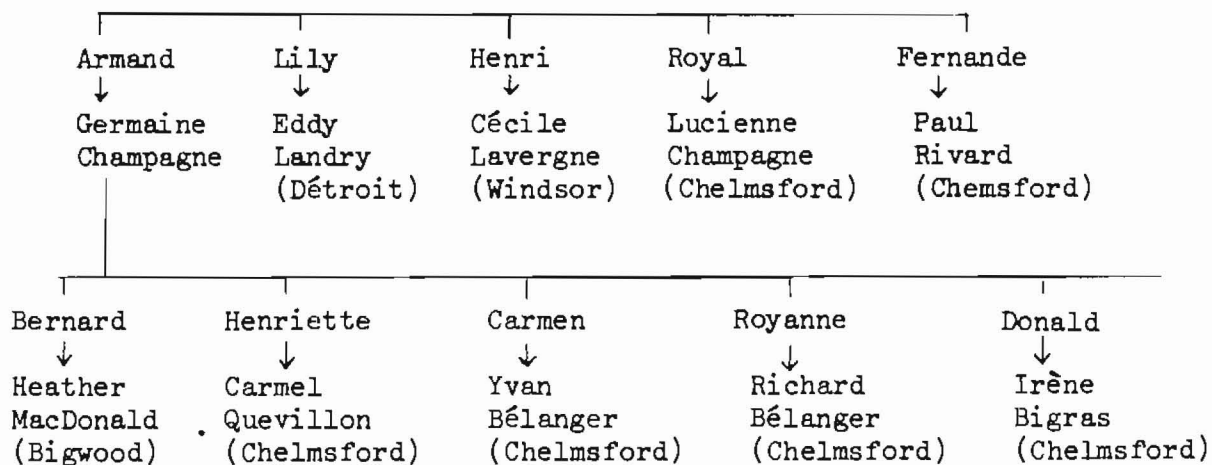 Armand Lily Henri Royal Fernande
Germaine Eddy Cécile Lucienne Paul
Champagne Landry Lavergne Champagne Rivard
(Détroit) (Windsor) (Chelmsford) (Chemsford)
Bernard Henriette Carmen Royanne Donald
Heather Carmel Yvan Richard Irène
MacDonald Quevillon Bélanger Bélanger Bigras
(Bigwood) (Chelmsford) (Chelmsford) (Chelmsford) (Chelmsford)